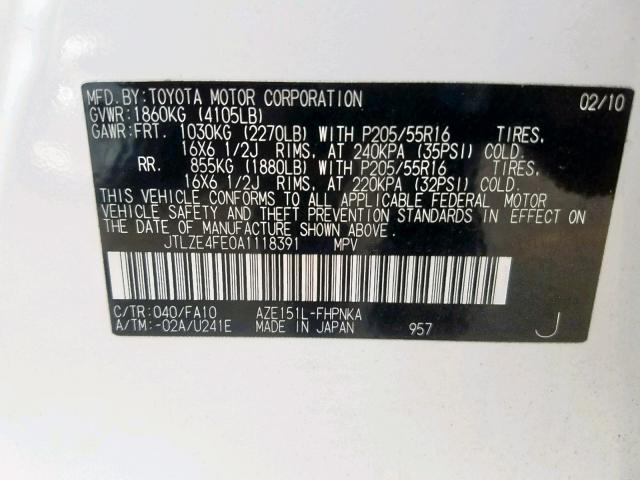 MFD.BY:TOYOTA MOTOR CORPORATION 02/10
GVWR:1860KG (4105LB)
GAWR:FRT. 1030KG (2270LB) WITH P205/55R16 TIRES,
16X6 1/2J RIMS, AT 240KPA (35PSI) COLD.
RR. 855KG (1880LB) WITH P205/55R16 TIRES,
16X6 1/2J RIMS, AT 220KPA (32PSI) COLD.
THIS VEHICLE CONFORMS TO ALL APPLICABLE FEDERAL MOTOR
VEHICLE SAFETY AND THEFT PREVENTION STANDARDS IN EFFECT ON
THE DATE OF MANUFACTURE SHOWN ABOVE.
JTLZE4FE0A1118391 MPV
C/TR:040/FA10 AZE151L-FHPNKA
A/TM:-02A/U241E MADE IN JAPAN 957 J